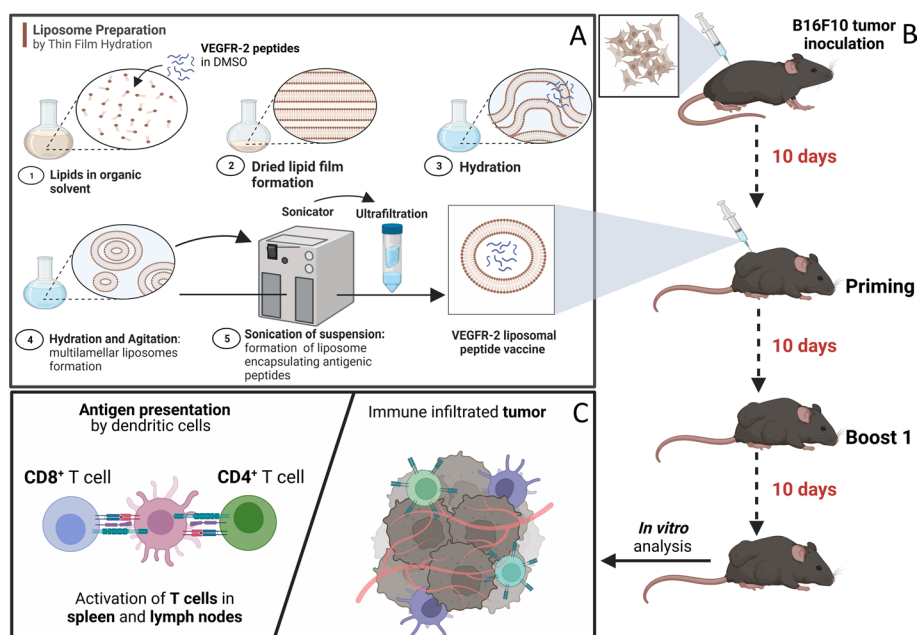 Liposome Preparation
by Thin Film Hydration
VEGFR-2 peptides
in DMSO
A
1
Lipids in organic
solvent
2
Dried lipid film
formation
3
Hydration
Sonicator
Ultrafiltration
4
Hydration and Agitation:
multilamellar liposomes
formation
5
Sonication of suspension:
formation of liposome
encapsulating antigenic
peptides
VEGFR-2 liposomal
peptide vaccine
B16F10 tumor
inoculation
B
10 days
Priming
10 days
Boost 1
10 days
In vitro
analysis
Antigen presentation
by dendritic cells
CD8⁺ T cell
CD4⁺ T cell
Activation of T cells in
spleen and lymph nodes
Immune infiltrated tumor
C